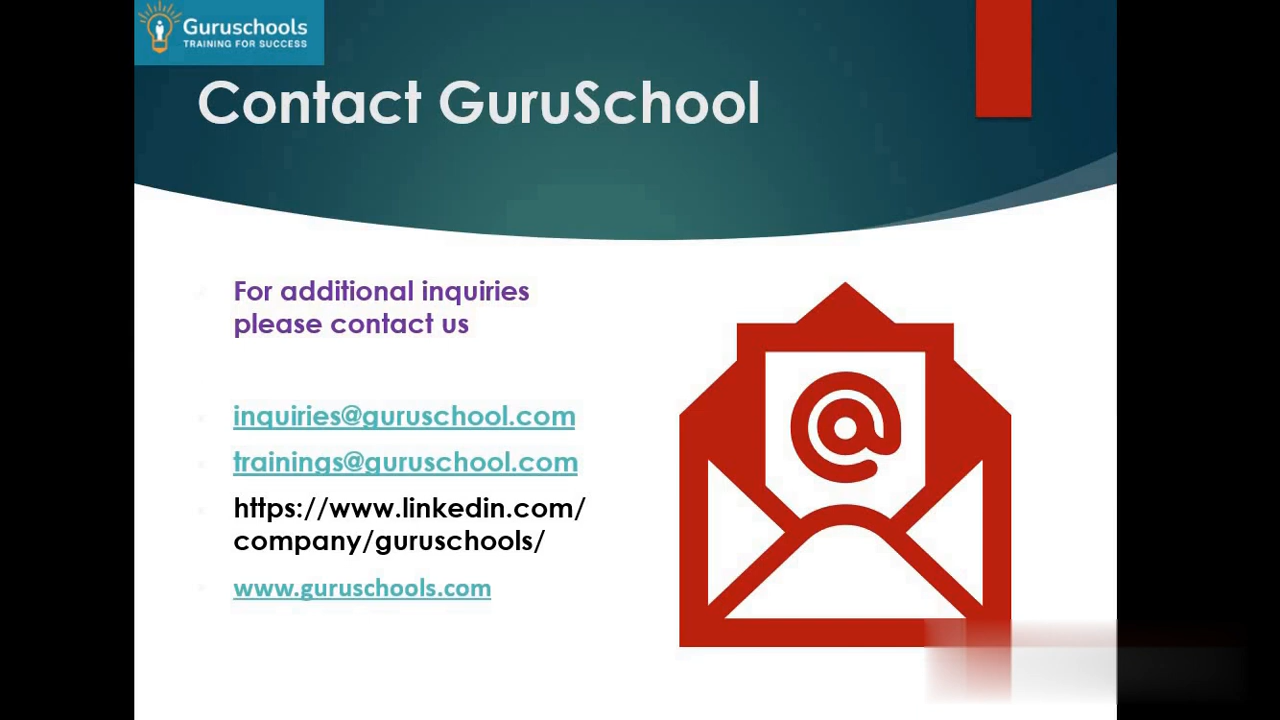 Guruschools
TRAINING FOR SUCCESS
Contact GuruSchool
For additional inquiries
please contact us
inquiries@guruschool.com
trainings@guruschool.com
https://www.linkedin.com/
company/guruschools/
www.guruschools.com